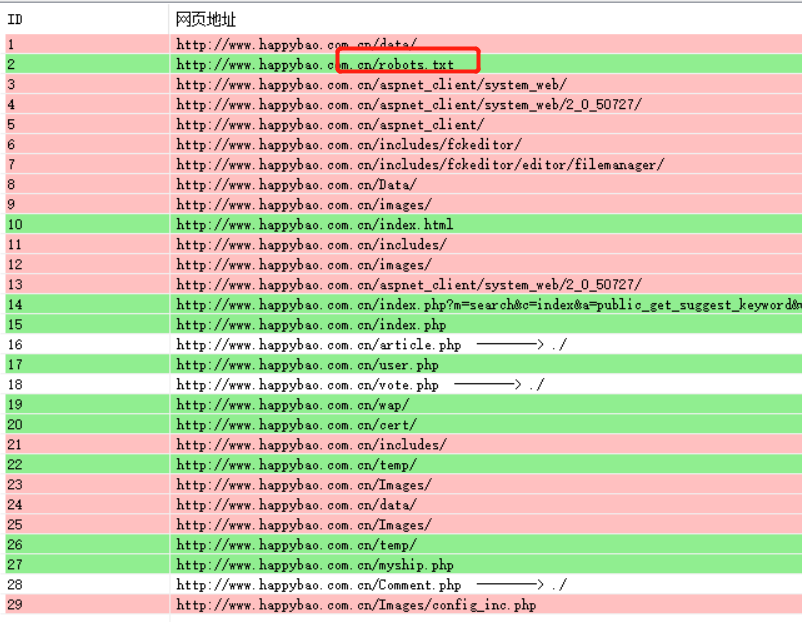 ID 网页地址
1 http://www.happybao.com.cn/data/
2 http://www.happybao.com.cn/robots.txt
3 http://www.happybao.com.cn/aspnet_client/system_web/
4 http://www.happybao.com.cn/aspnet_client/system_web/2_0_50727/
5 http://www.happybao.com.cn/aspnet_client/
6 http://www.happybao.com.cn/includes/fckeditor/
7 http://www.happybao.com.cn/includes/fckeditor/editor/filemanager/
8 http://www.happybao.com.cn/Data/
9 http://www.happybao.com.cn/images/
10 http://www.happybao.com.cn/index.html
11 http://www.happybao.com.cn/includes/
12 http://www.happybao.com.cn/images/
13 http://www.happybao.com.cn/aspnet_client/system_web/2_0_50727/
14 http://www.happybao.com.cn/index.php?m=search&c=index&a=public_get_suggest_keyword&
15 http://www.happybao.com.cn/index.php
16 http://www.happybao.com.cn/article.php ———> ./
17 http://www.happybao.com.cn/user.php
18 http://www.happybao.com.cn/vote.php ———> ./
19 http://www.happybao.com.cn/wap/
20 http://www.happybao.com.cn/cert/
21 http://www.happybao.com.cn/includes/
22 http://www.happybao.com.cn/temp/
23 http://www.happybao.com.cn/Images/
24 http://www.happybao.com.cn/data/
25 http://www.happybao.com.cn/Images/
26 http://www.happybao.com.cn/temp/
27 http://www.happybao.com.cn/myship.php
28 http://www.happybao.com.cn/Comment.php ———> ./
29 http://www.happybao.com.cn/Images/config_inc.php